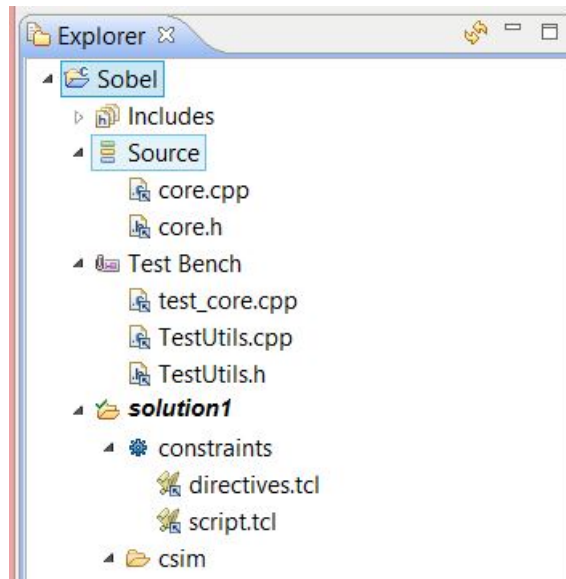 Explorer
Sobel
Includes
Source
core.cpp
core.h
Test Bench
test_core.cpp
TestUtils.cpp
TestUtils.h
solution1
constraints
directives.tcl
script.tcl
csim